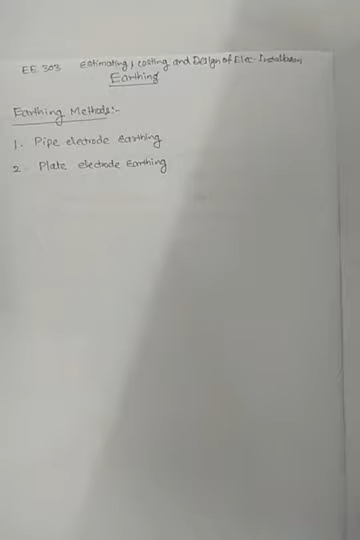 EE 303 Estimating, costing and Design of Elec. Installation
Earthing
Earthing Methods:-
1. Pipe electrode earthing
2. Plate electrode Earthing